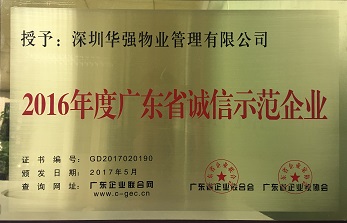 授予：深圳华强物业管理有限公司
2016年度广东省诚信示范企业
证书编号：GD2017020190
颁发日期：2017年5月
查询网址：广东企业联合网
www.c-gec.cn
广东省企业联合会 广东省企业家协会